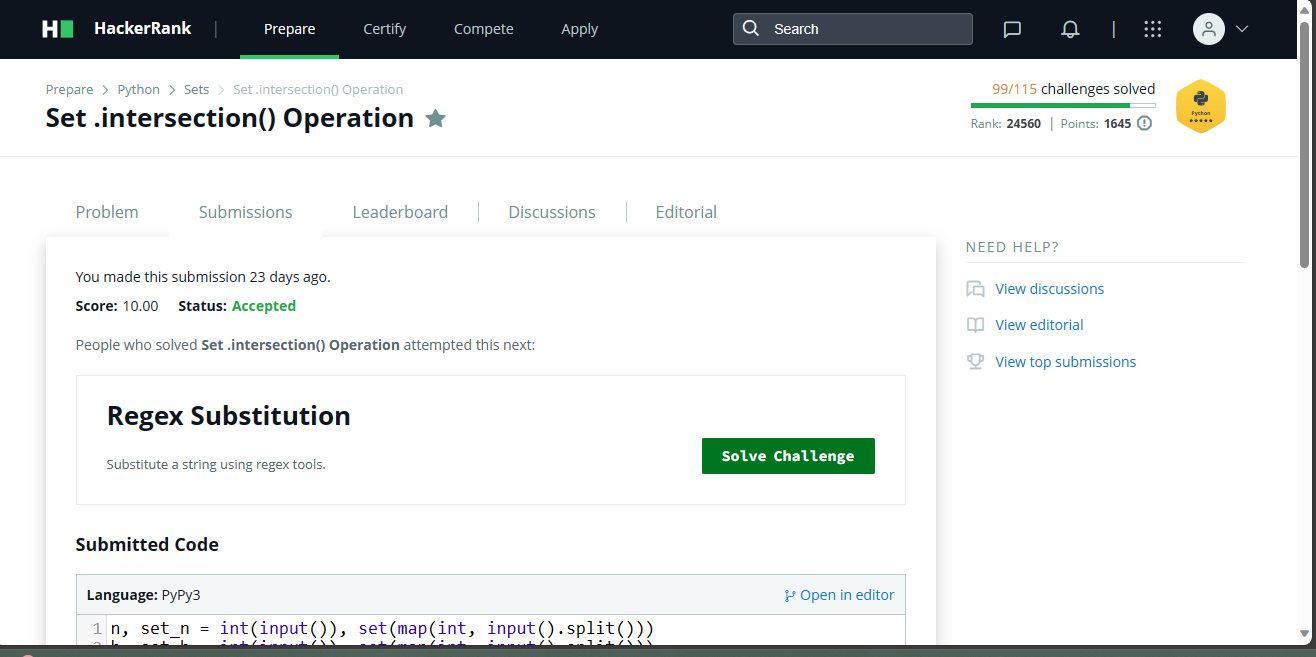 HackerRank | Prepare Certify Compete Apply Search |
Prepare > Python > Sets > Set .intersection() Operation
Set .intersection() Operation
99/115 challenges solved
Rank: 24560 | Points: 1645
Python
Problem Submissions Leaderboard Discussions Editorial
You made this submission 23 days ago.
Score: 10.00 Status: Accepted
People who solved Set .intersection() Operation attempted this next:
Regex Substitution
Substitute a string using regex tools.
Solve Challenge
Submitted Code
Language: PyPy3 Open in editor
1 n, set_n = int(input()), set(map(int, input().split()))
NEED HELP?
View discussions
View editorial
View top submissions